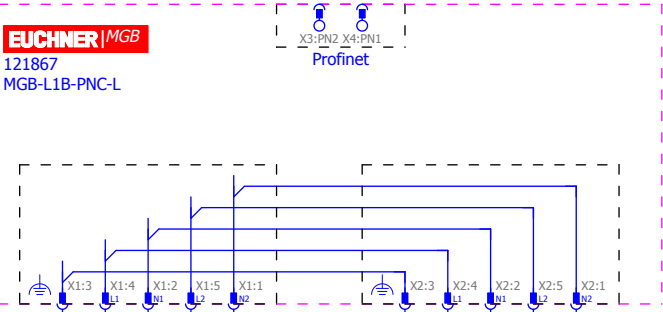 X3:PN2 X4:PN1
Profinet
EUCHNER|MGB
121867
MGB-L1B-PNC-L
X1:3 X1:4 X1:2 X1:5 X1:1 X2:3 X2:4 X2:2 X2:5 X2:1
L1 N1 L2 N2 L1 N1 L2 N2